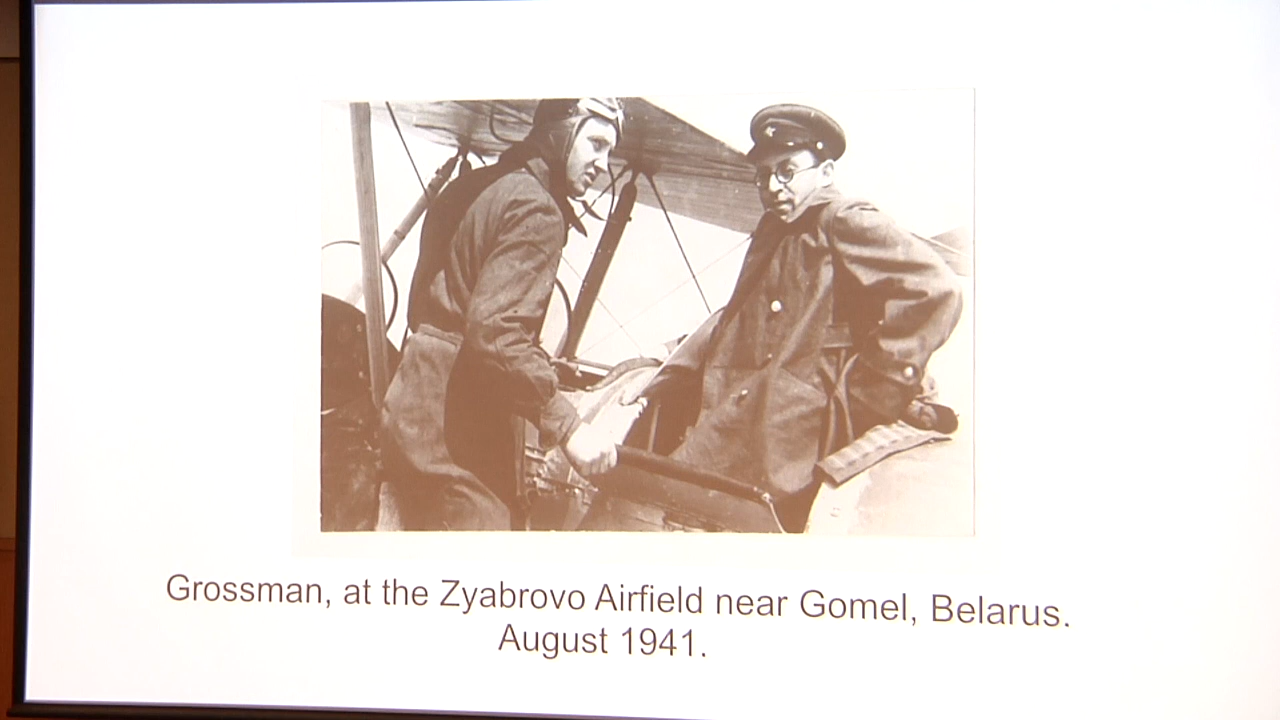 Grossman, at the Zyabrovo Airfield near Gomel, Belarus.
August 1941.